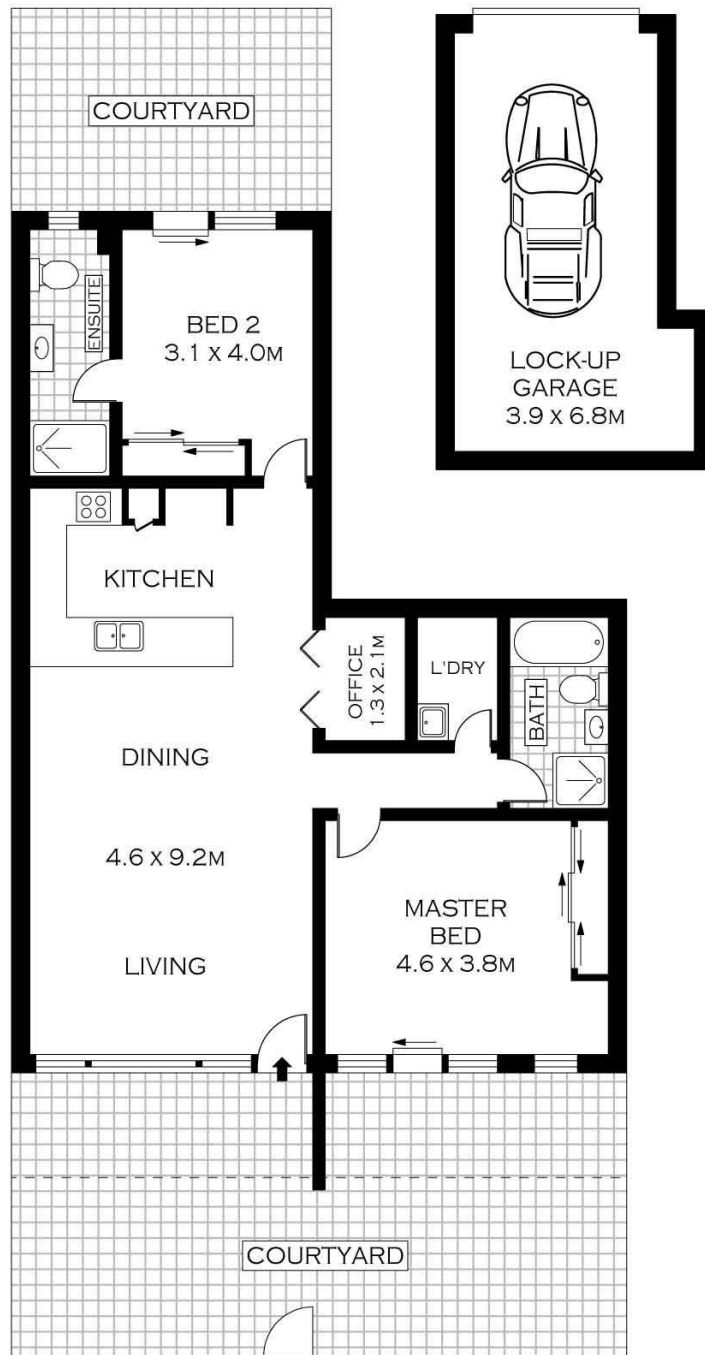 COURTYARD
ENSUITE
BED 2
3.1 X 4.0M
LOCK-UP
GARAGE
3.9 X 6.8M
KITCHEN
OFFICE
1.3 X 2.1M
L'DRY
BATH
DINING
4.6 X 9.2M
LIVING
MASTER
BED
4.6 X 3.8M
COURTYARD